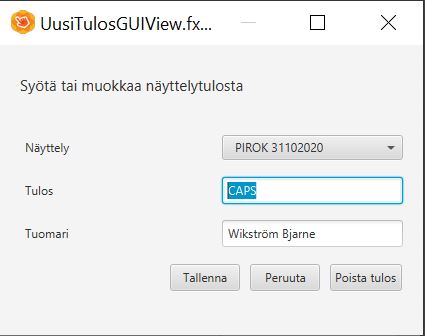 UusiTulosGUIView.fx...
Syötä tai muokkaa näyttelytulosta
Näyttely PIROK 31102020
Tulos CAPS
Tuomari Wikström Bjarne
Tallenna Peruuta Poista tulos